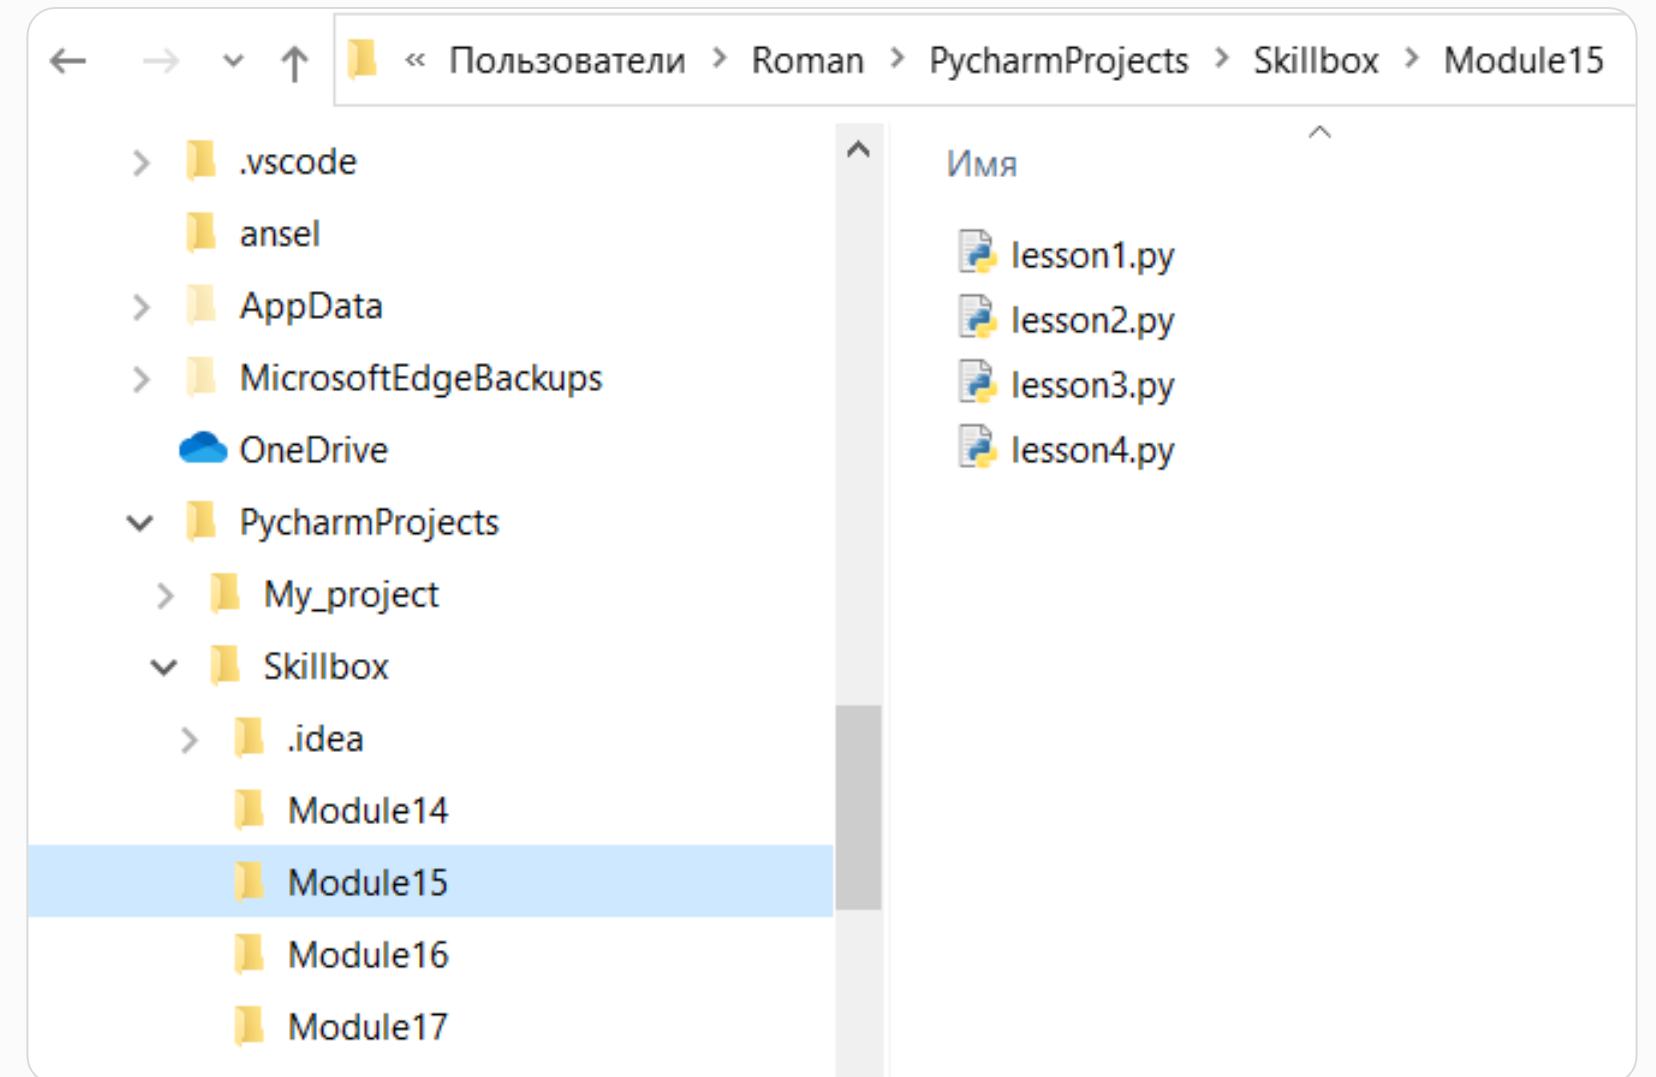 « Пользователи > Roman > PycharmProjects > Skillbox > Module15
.vscode
ansel
AppData
MicrosoftEdgeBackups
OneDrive
PycharmProjects
My_project
Skillbox
.idea
Module14
Module15
Module16
Module17
Имя
lesson1.py
lesson2.py
lesson3.py
lesson4.py